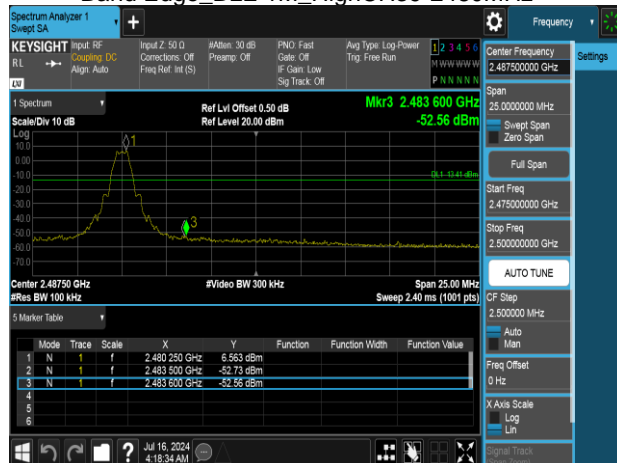 Spectrum Analyzer 1
Swept SA
Frequency
KEYSIGHT
RL
Input: RF
Coupling: DC
Align: Auto
Input Z: 50 Ω
Corrections: Off
Freq Ref: Int (S)
#Atten: 30 dB
Preamp: Off
PNO: Fast
Gate: Off
IF Gain: Low
Sig Track: Off
Avg Type: Log-Power
Trig: Free Run
1 2 3 4 5 6
M W W W W W
P N N N N N
LXI
1 Spectrum
Scale/Div 10 dB
Ref Lvl Offset 0.50 dB
Ref Level 20.00 dBm
Mkr3 2.483 600 GHz
-52.56 dBm
Log
10.0
0.00
-10.0
-20.0
-30.0
-40.0
-50.0
-60.0
-70.0
1
3
DL1 -13.41 dBm
Center 2.48750 GHz
#Res BW 100 kHz
#Video BW 300 kHz
Span 25.00 MHz
Sweep 2.40 ms (1001 pts)
5 Marker Table
Mode Trace Scale X Y Function Function Width Function Value
1 N 1 f 2.480 250 GHz 6.563 dBm
2 N 1 f 2.483 500 GHz -52.73 dBm
3 N 1 f 2.483 600 GHz -52.56 dBm
4
5
6
Jul 16, 2024
4:18:34 AM
Center Frequency
2.487500000 GHz
Settings
Span
25.0000000 MHz
Swept Span
Zero Span
Full Span
Start Freq
2.475000000 GHz
Stop Freq
2.500000000 GHz
AUTO TUNE
CF Step
2.500000 MHz
Auto
Man
Freq Offset
0 Hz
X Axis Scale
Log
Lin
Signal Track